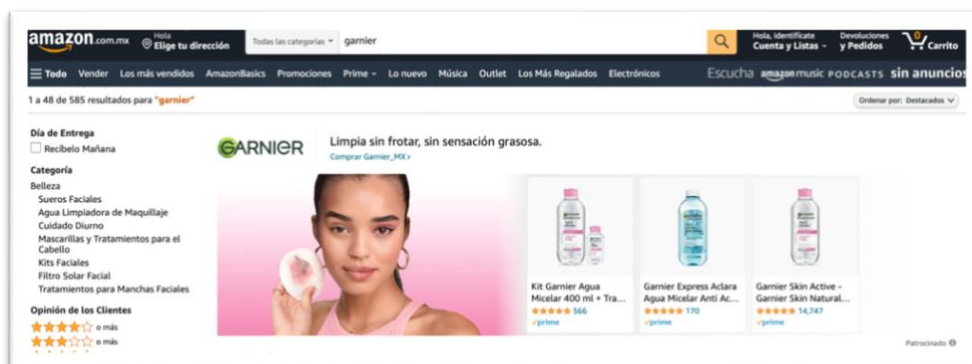 amazon.com.mx
Hola
Elige tu dirección
Todas las categorías
garnier
Hola, identifícate
Cuenta y Listas
Devoluciones
y Pedidos
0
Carrito
Todo Vender Los más vendidos AmazonBasics Promociones Prime Lo nuevo Música Outlet Los Más Regalados Electrónicos
Escucha amazon music PODCASTS sin anuncios
1 a 48 de 585 resultados para "garnier"
Ordenar por: Destacados
Día de Entrega
Recíbelo Mañana
Categoría
Belleza
Sueros Faciales
Agua Limpiadora de Maquillaje
Cuidado Diurno
Mascarillas y Tratamientos para el
Cabello
Kits Faciales
Filtro Solar Facial
Tratamientos para Manchas Faciales
Opinión de los Clientes
o más
o más
GARNIER
Limpia sin frotar, sin sensación grasosa.
Comprar Garnier_MX ›
Kit Garnier Agua
Micelar 400 ml + Tra...
566
prime
Garnier Express Aclara
Agua Micelar Anti Ac...
170
prime
Garnier Skin Active -
Garnier Skin Natural...
14,747
prime
Patrocinado